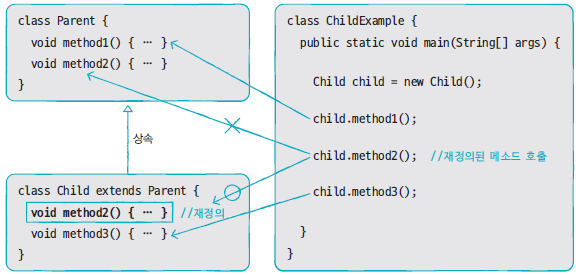 class Parent {
void method1() { … }
void method2() { … }
}
상속
class Child extends Parent {
void method2() { … } //재정의
void method3() { … }
}
class ChildExample {
public static void main(String[] args) {
Child child = new Child();
child.method1();
child.method2(); //재정의된 메소드 호출
child.method3();
}
}